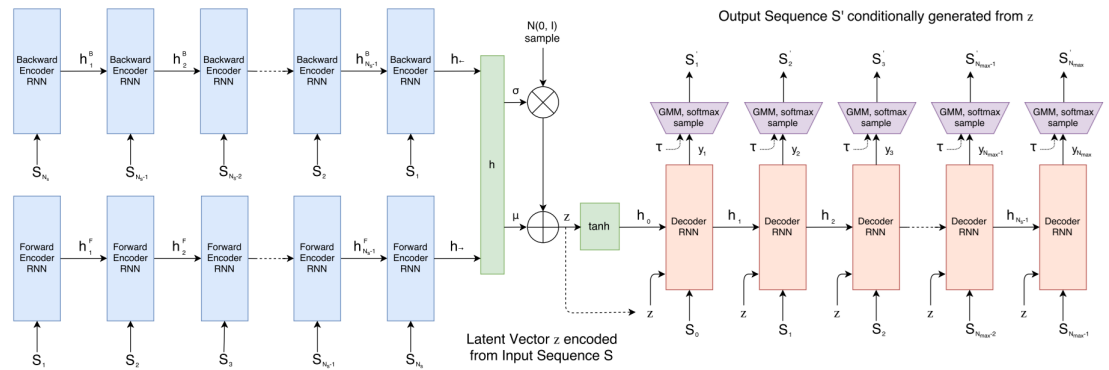 N(0, I)
sample
Output Sequence S' conditionally generated from z
Backward
Encoder
RNN
h₁ᴮ
Backward
Encoder
RNN
h₂ᴮ
Backward
Encoder
RNN
Backward
Encoder
RNN
h_{Nₛ-1}ᴮ
Backward
Encoder
RNN
h←
S_{Nₛ}
S_{Nₛ-1}
S_{Nₛ-2}
S₂
S₁
Forward
Encoder
RNN
h₁ꟳ
Forward
Encoder
RNN
h₂ꟳ
Forward
Encoder
RNN
Forward
Encoder
RNN
h_{Nₛ-1}ꟳ
Forward
Encoder
RNN
h→
S₁
S₂
S₃
S_{Nₛ-1}
S_{Nₛ}
h
σ
μ
z
tanh
Latent Vector z encoded
from Input Sequence S
S₁'
S₂'
S₃'
S'_{Nmax-1}
S'_{Nmax}
GMM, softmax
sample
GMM, softmax
sample
GMM, softmax
sample
GMM, softmax
sample
GMM, softmax
sample
τ
y₁
τ
y₂
τ
y₃
τ
y_{Nmax-1}
τ
y_{Nmax}
h₀
Decoder
RNN
h₁
Decoder
RNN
h₂
Decoder
RNN
Decoder
RNN
h_{Nₛ-1}
Decoder
RNN
z
z
z
z
z
S₀
S₁
S₂
S_{Nmax-2}
S_{Nmax-1}